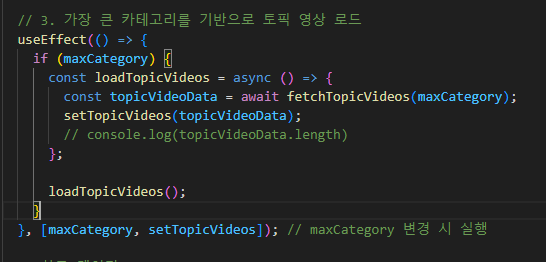 // 3. 가장 큰 카테고리를 기반으로 토픽 영상 로드
useEffect(() => {
if (maxCategory) {
const loadTopicVideos = async () => {
const topicVideoData = await fetchTopicVideos(maxCategory);
setTopicVideos(topicVideoData);
// console.log(topicVideoData.length)
};
loadTopicVideos();
}
}, [maxCategory, setTopicVideos]); // maxCategory 변경 시 실행